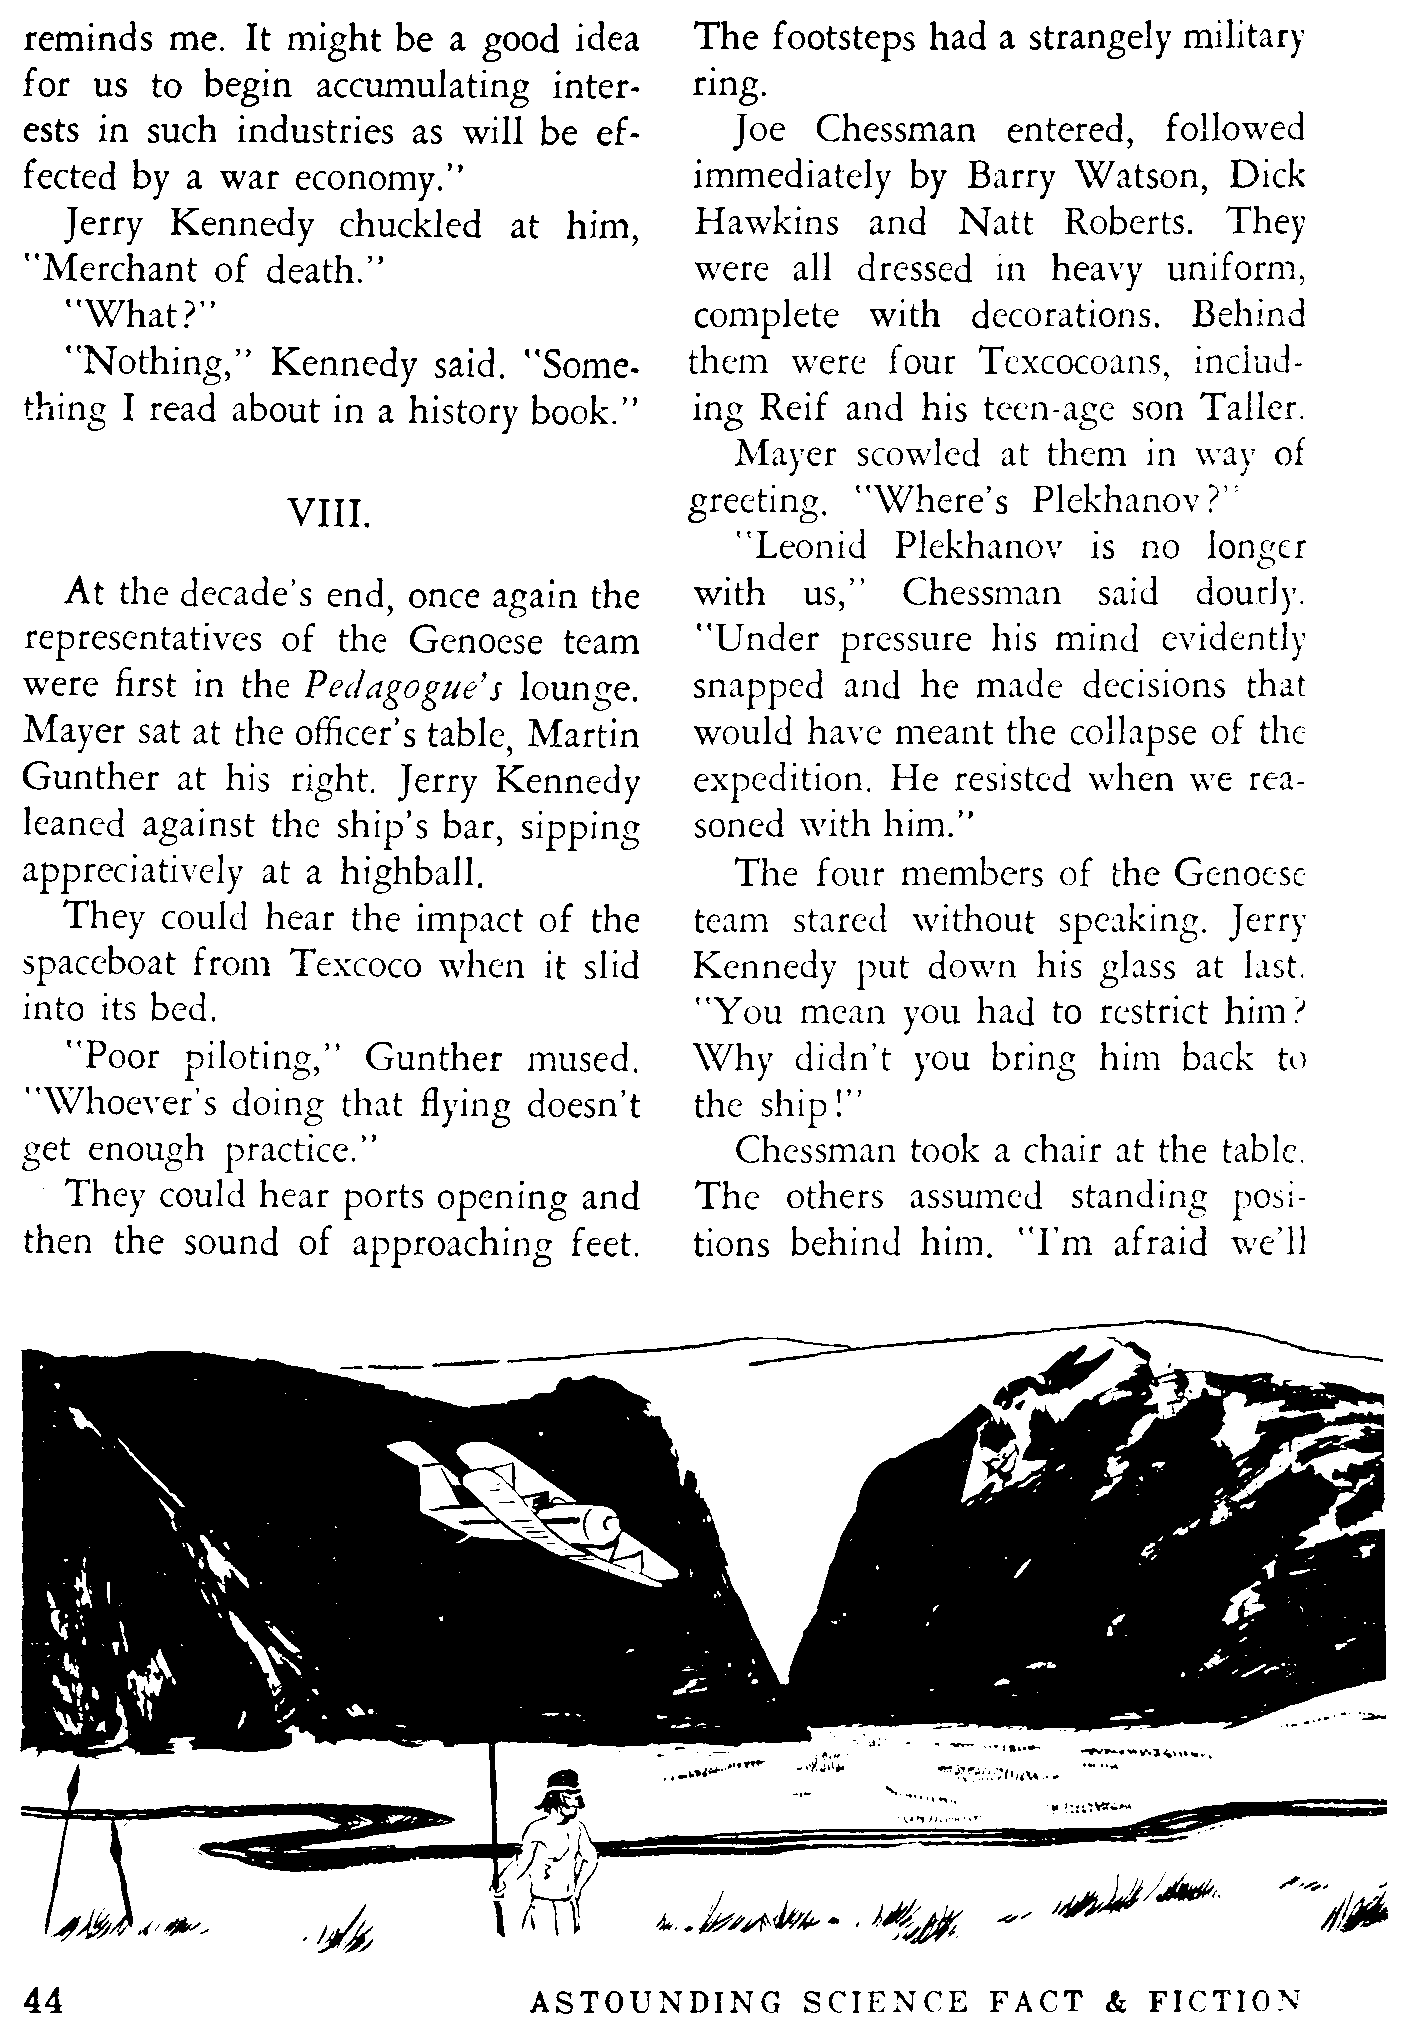 reminds me. It might be a good idea
for us to begin accumulating inter-
ests in such industries as will be ef-
fected by a war economy."
Jerry Kennedy chuckled at him,
"Merchant of death."
"What?"
"Nothing," Kennedy said. "Some-
thing I read about in a history book."
VIII.
At the decade's end, once again the
representatives of the Genoese team
were first in the Pedagogue's lounge.
Mayer sat at the officer's table, Martin
Gunther at his right. Jerry Kennedy
leaned against the ship's bar, sipping
appreciatively at a highball.
They could hear the impact of the
spaceboat from Texcoco when it slid
into its bed.
"Poor piloting," Gunther mused.
"Whoever's doing that flying doesn't
get enough practice."
They could hear ports opening and
then the sound of approaching feet.
The footsteps had a strangely military
ring.
Joe Chessman entered, followed
immediately by Barry Watson, Dick
Hawkins and Natt Roberts. They
were all dressed in heavy uniform,
complete with decorations. Behind
them were four Texcocoans, includ-
ing Reif and his teen-age son Taller.
Mayer scowled at them in way of
greeting. "Where's Plekhanov?"
"Leonid Plekhanov is no longer
with us," Chessman said dourly.
"Under pressure his mind evidently
snapped and he made decisions that
would have meant the collapse of the
expedition. He resisted when we rea-
soned with him."
The four members of the Genoese
team stared without speaking. Jerry
Kennedy put down his glass at last.
"You mean you had to restrict him?
Why didn't you bring him back to
the ship!"
Chessman took a chair at the table.
The others assumed standing posi-
tions behind him. "I'm afraid we'll
44
ASTOUNDING SCIENCE FACT & FICTION